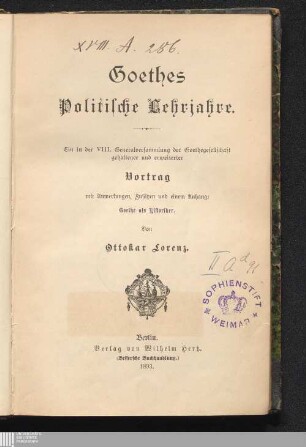 XVIII. A. 286.
Goethes
Politische Lehrjahre.
Ein in der VIII. Generalversammlung der Goethegesellschaft
gehaltener und erweiterter
Vortrag
mit Anmerkungen, Zusätzen und einem Anhang:
Goethe als Historiker.
Von
Ottokar Lorenz.
II
SOPHIENSTIFT
WEIMAR
Berlin.
Verlag von Wilhelm Hertz.
(Bessersche Buchhandlung.)
1893.